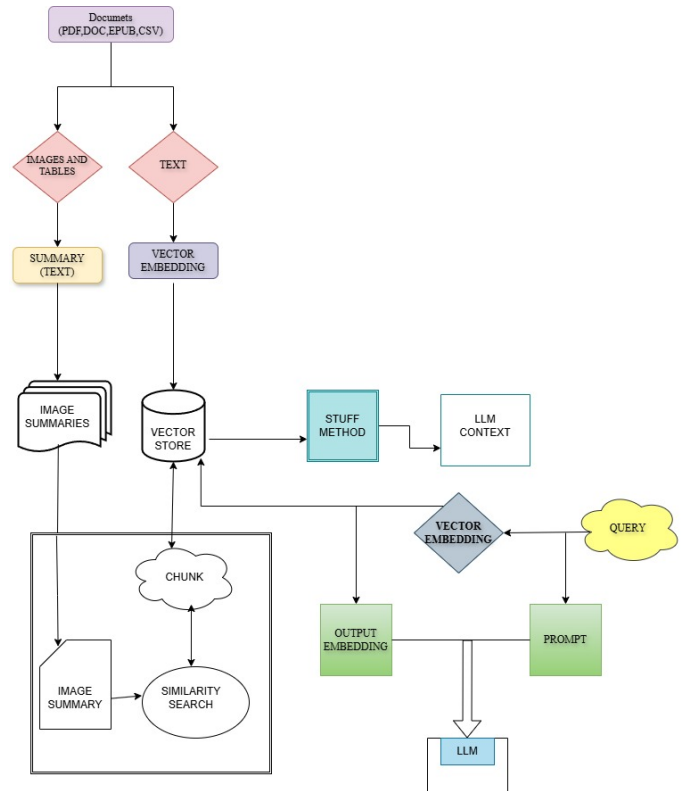 Documets
(PDF,DOC,EPUB,CSV)
IMAGES AND
TABLES
TEXT
SUMMARY
(TEXT)
VECTOR
EMBEDDING
IMAGE
SUMMARIES
VECTOR
STORE
STUFF
METHOD
LLM
CONTEXT
VECTOR
EMBEDDING
QUERY
CHUNK
OUTPUT
EMBEDDING
PROMPT
IMAGE
SUMMARY
SIMILARITY
SEARCH
LLM